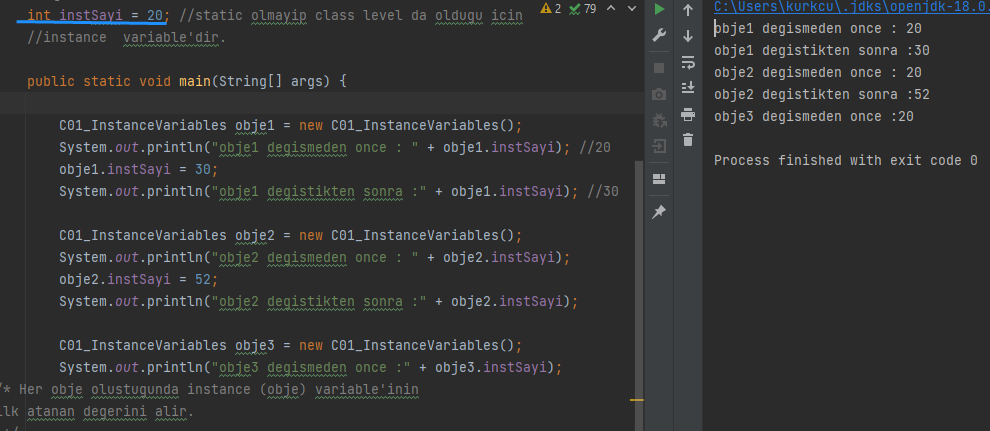 int instSayi = 20; //static olmayip class level da oldugu icin
//instance  variable'dir.
public static void main(String[] args) {
C01_InstanceVariables obje1 = new C01_InstanceVariables();
System.out.println("obje1 degismeden once : " + obje1.instSayi); //20
obje1.instSayi = 30;
System.out.println("obje1 degistikten sonra :" + obje1.instSayi); //30
C01_InstanceVariables obje2 = new C01_InstanceVariables();
System.out.println("obje2 degismeden once : " + obje2.instSayi);
obje2.instSayi = 52;
System.out.println("obje2 degistikten sonra :" + obje2.instSayi);
C01_InstanceVariables obje3 = new C01_InstanceVariables();
System.out.println("obje3 degismeden once :" + obje3.instSayi);
/* Her obje olustugunda instance (obje) variable'inin
ilk atanan degerini alir.
2 79
C:\Users\kurkcu\.jdks\openjdk-18.0.
obje1 degismeden once : 20
obje1 degistikten sonra :30
obje2 degismeden once : 20
obje2 degistikten sonra :52
obje3 degismeden once :20
Process finished with exit code 0